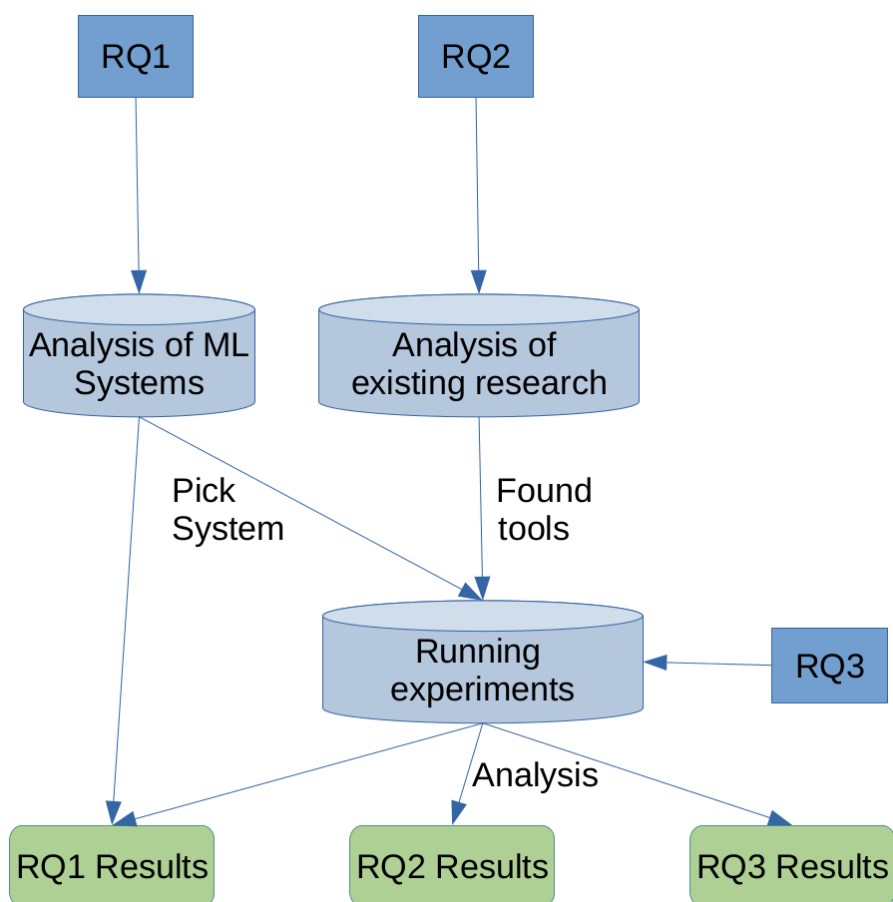 RQ1
RQ2
Analysis of ML
Systems
Analysis of
existing research
Pick
System
Found
tools
Running
experiments
RQ3
Analysis
RQ1 Results
RQ2 Results
RQ3 Results